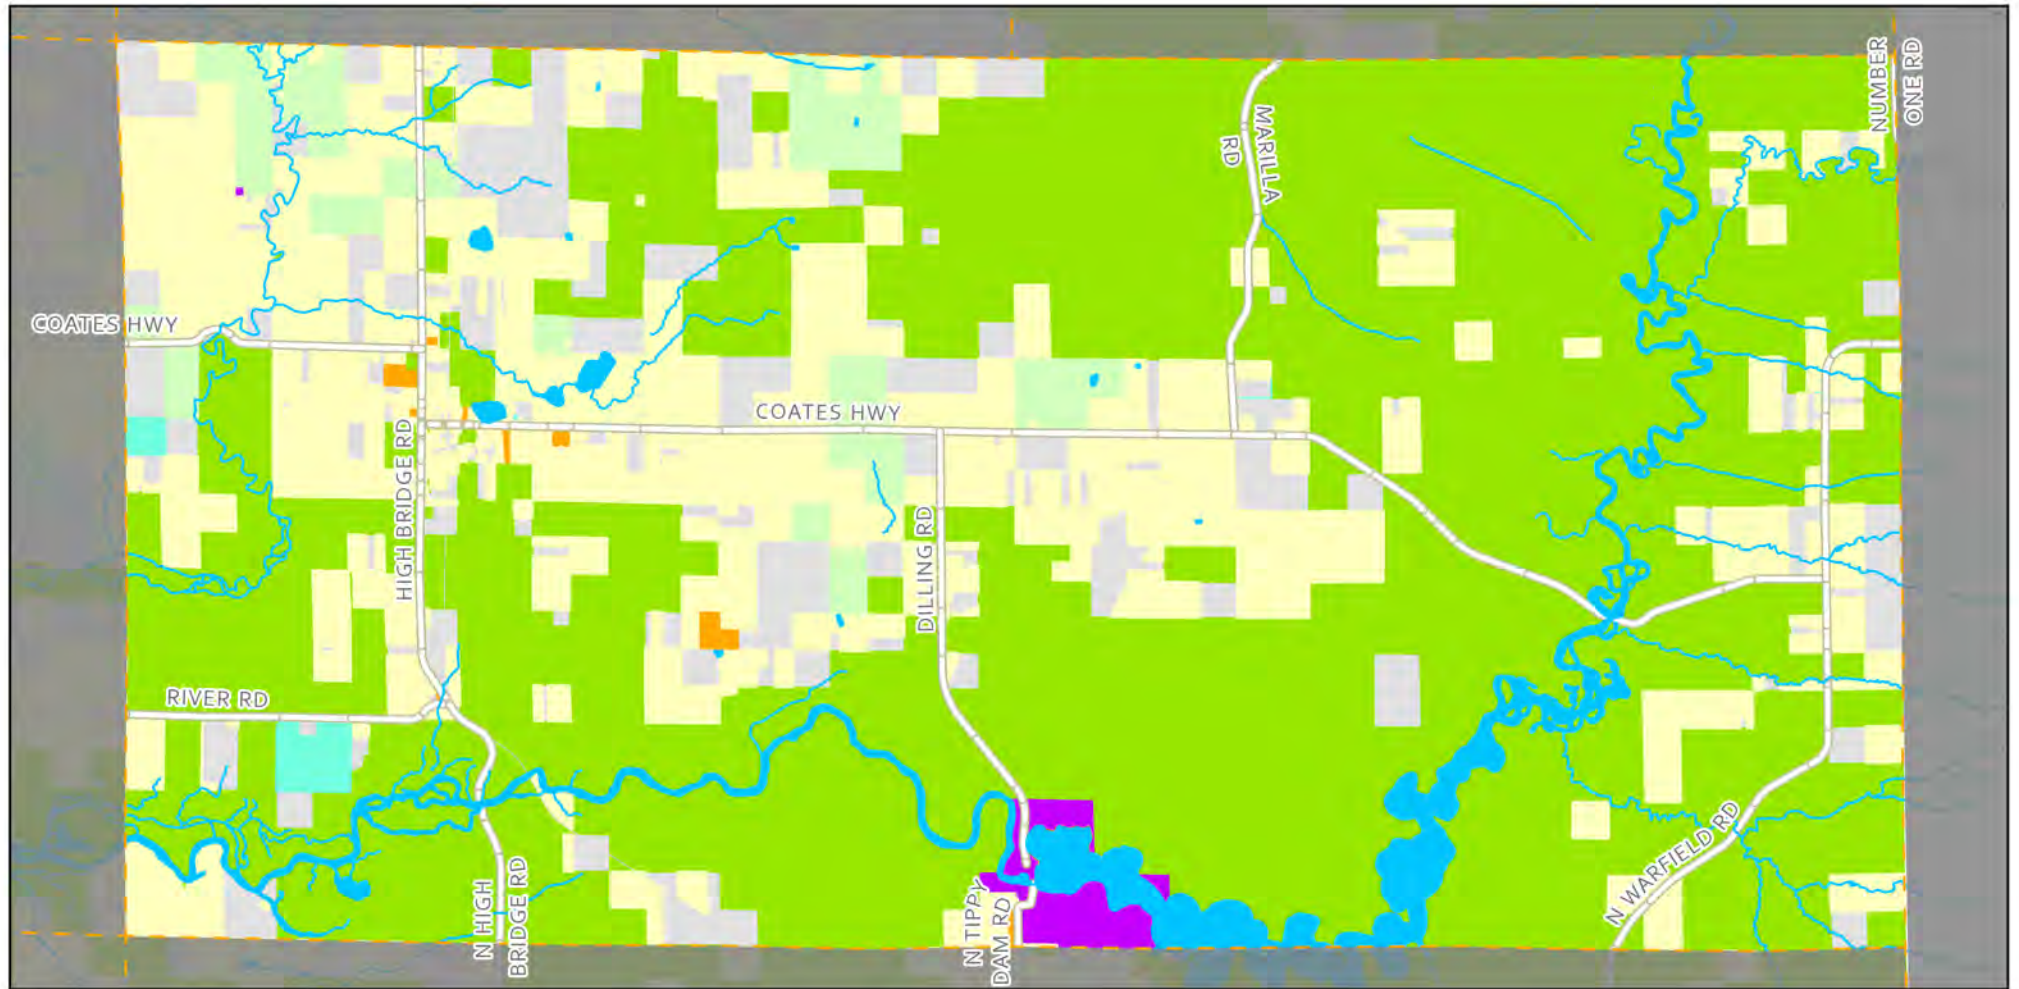 NUMBER
ONE RD
MARILLA
RD
COATES HWY
COATES HWY
HIGH BRIDGE RD
DILLING RD
RIVER RD
N HIGH
BRIDGE RD
N TIPPY
DAM RD
N WARFIELD RD